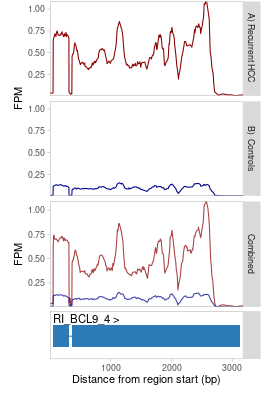 1.00
0.75
0.50
0.25
FPM
A) Recurrent HCC
1.00
0.75
0.50
0.25
B): Controls
1.00
0.75
0.50
0.25
FPM
Combined
RI_BCL9_4 >
1000 2000 3000
Distance from region start (bp)